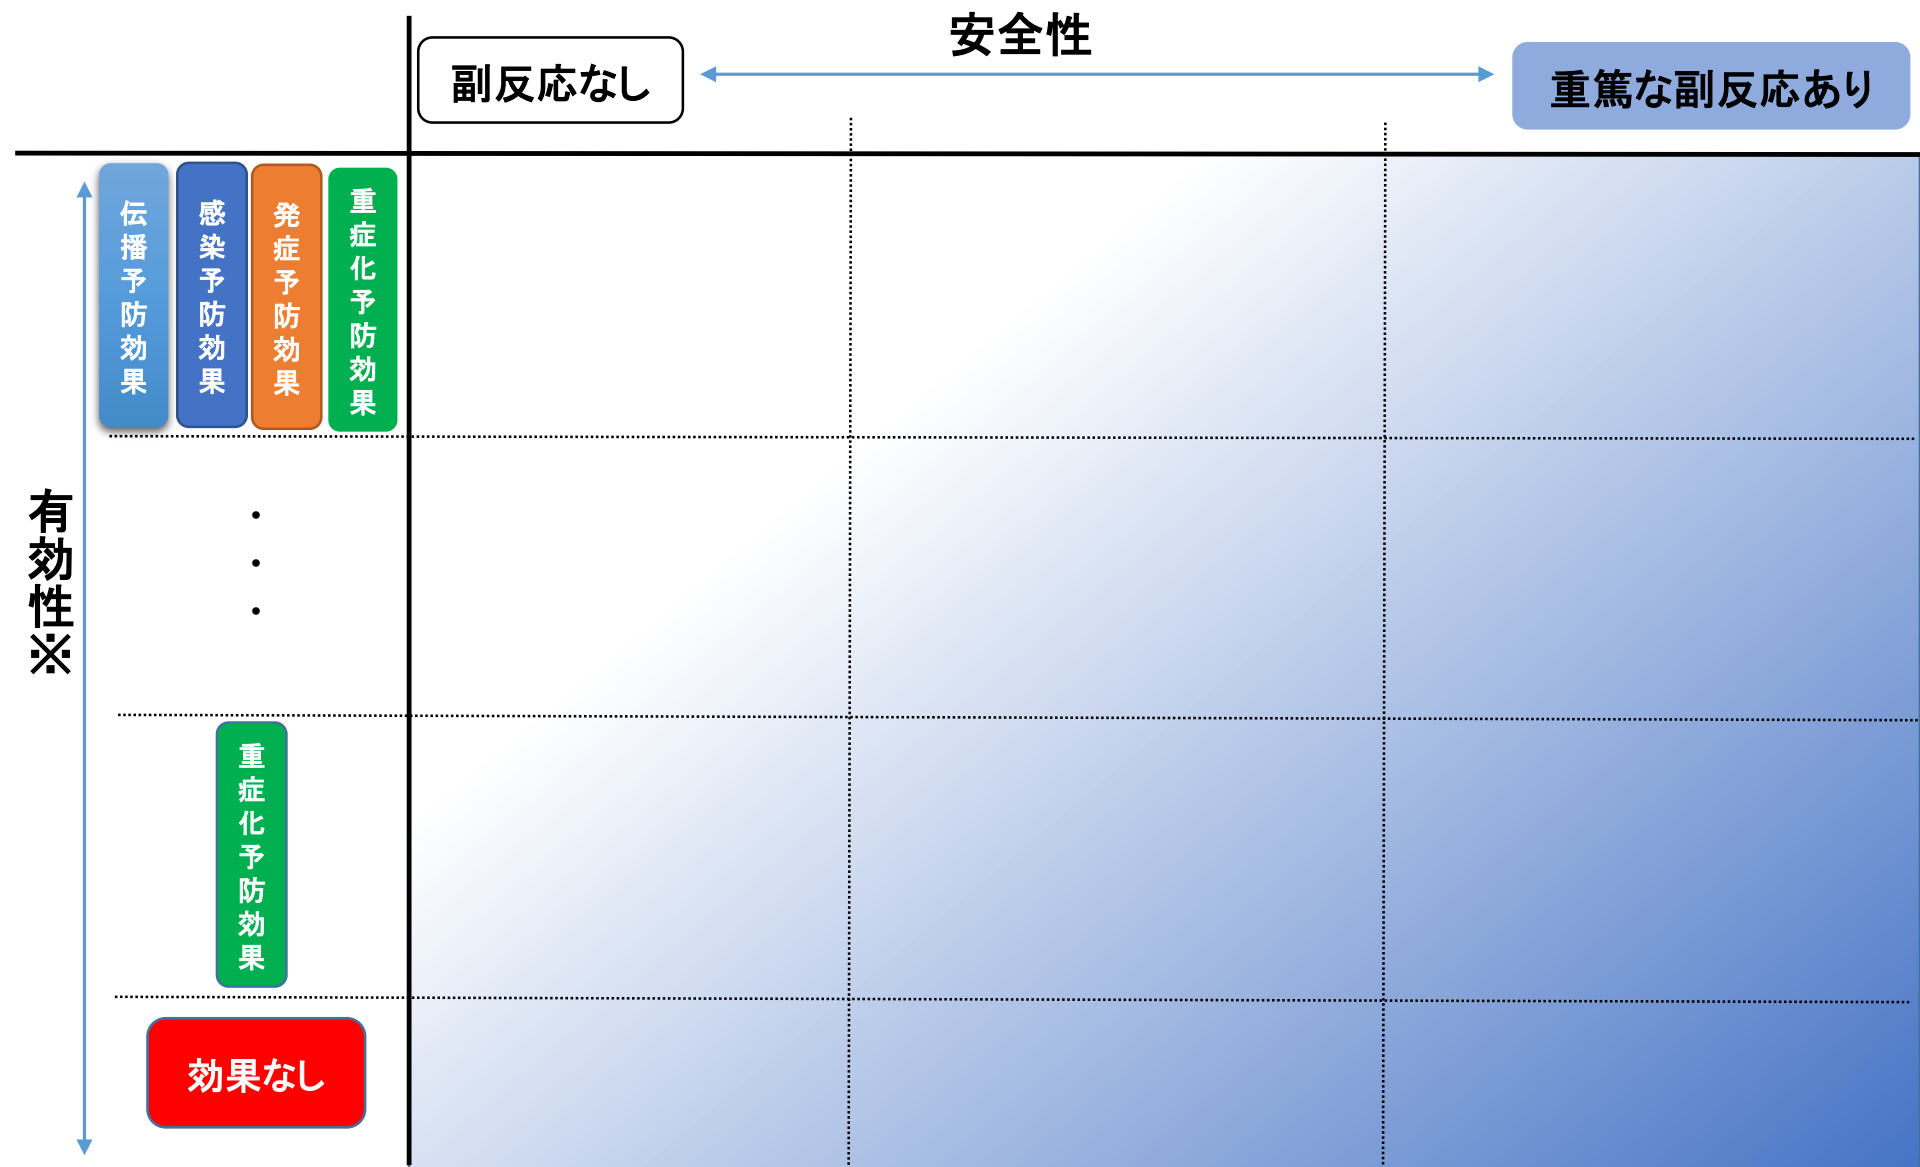 安全性
副反応なし
重篤な副反応あり
有効性※
伝播予防効果
感染予防効果
発症予防効果
重症化予防効果
・
・
・
重症化予防効果
効果なし